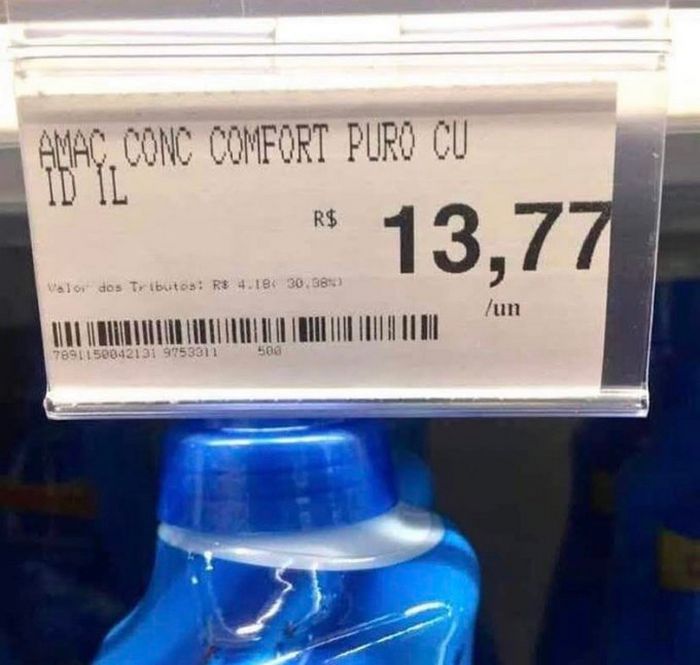 AMAC CONC COMFORT PURO CU
ID 1L
R$ 13,77
Valor dos Tributos: R$ 4.18( 30,38%)
/un
7891150042131 9753311 500